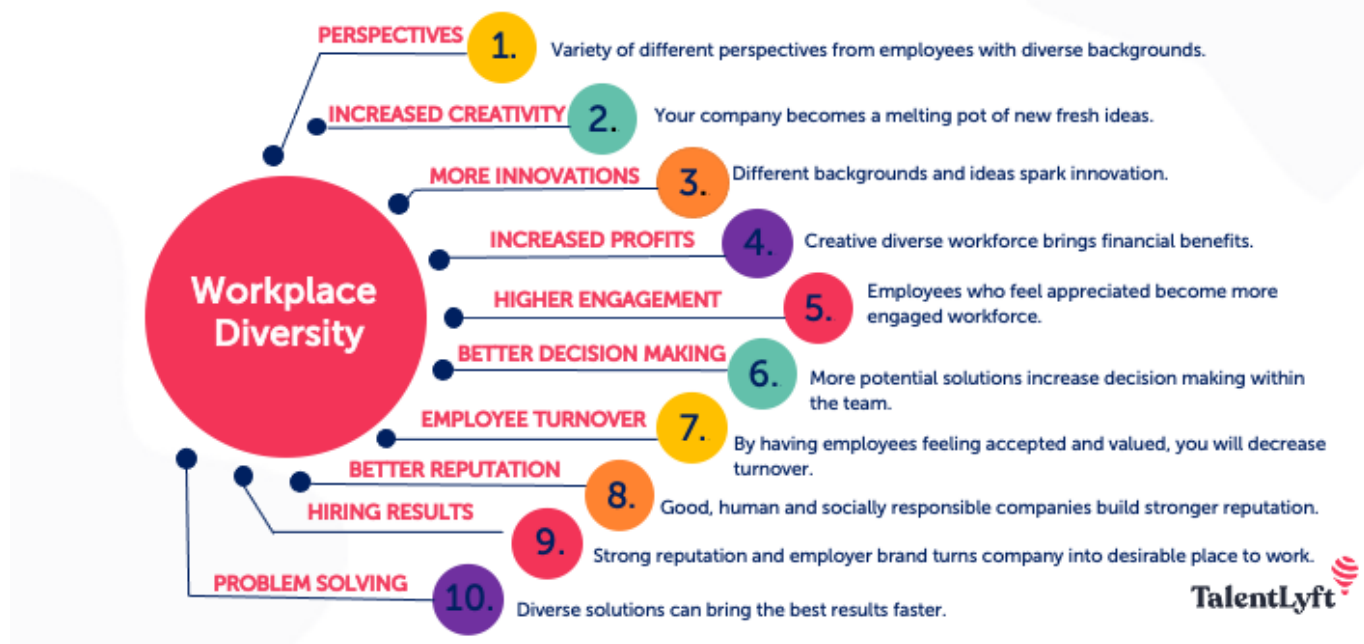 PERSPECTIVES
1.
Variety of different perspectives from employees with diverse backgrounds.
INCREASED CREATIVITY
2.
Your company becomes a melting pot of new fresh ideas.
MORE INNOVATIONS
3.
Different backgrounds and ideas spark innovation.
INCREASED PROFITS
4.
Creative diverse workforce brings financial benefits.
Workplace
Diversity
HIGHER ENGAGEMENT
5.
Employees who feel appreciated become more
engaged workforce.
BETTER DECISION MAKING
6.
More potential solutions increase decision making within
the team.
EMPLOYEE TURNOVER
7.
By having employees feeling accepted and valued, you will decrease
turnover.
BETTER REPUTATION
8.
Good, human and socially responsible companies build stronger reputation.
HIRING RESULTS
9.
Strong reputation and employer brand turns company into desirable place to work.
PROBLEM SOLVING
10.
Diverse solutions can bring the best results faster.
TalentLyft